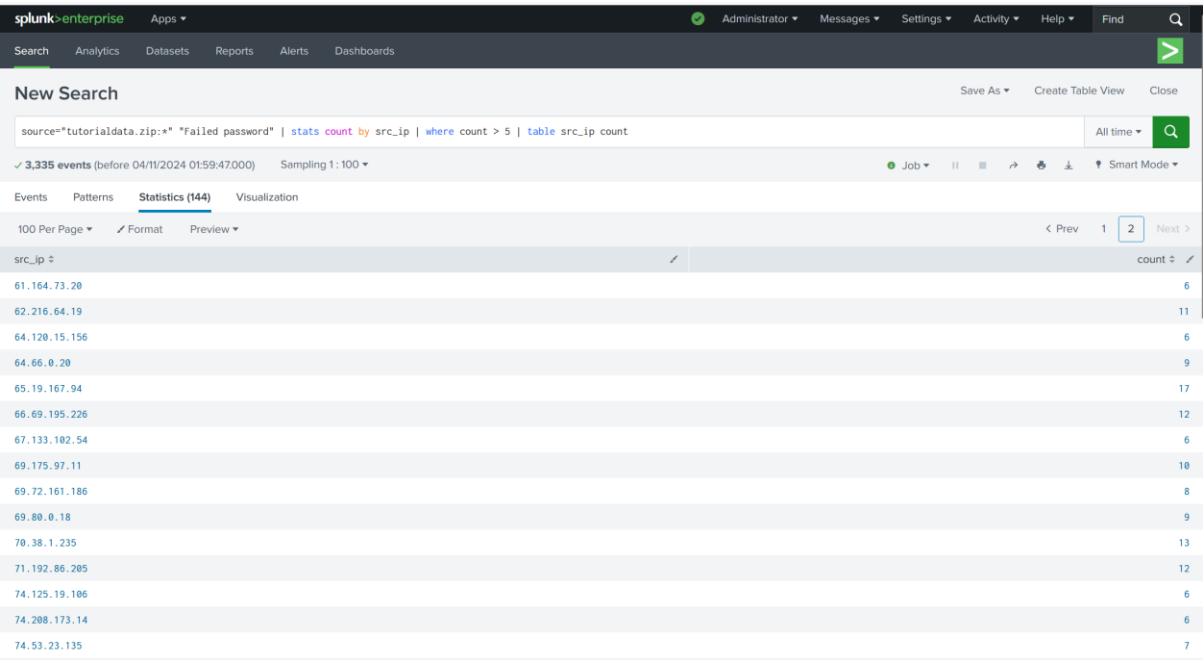 splunk>enterprise Apps Administrator Messages Settings Activity Help Find
Search Analytics Datasets Reports Alerts Dashboards
New Search Save As Create Table View Close
source="tutorialdata.zip:*" "Failed password" | stats count by src_ip | where count > 5 | table src_ip count All time
✓ 3,335 events (before 04/11/2024 01:59:47.000) Sampling 1 : 100 Job Smart Mode
Events Patterns Statistics (144) Visualization
100 Per Page Format Preview < Prev 1 2 Next >
src_ip count
61.164.73.20 6
62.216.64.19 11
64.120.15.156 6
64.66.0.20 9
65.19.167.94 17
66.69.195.226 12
67.133.102.54 6
69.175.97.11 10
69.72.161.186 8
69.80.0.18 9
70.38.1.235 13
71.192.86.205 12
74.125.19.106 6
74.208.173.14 6
74.53.23.135 7